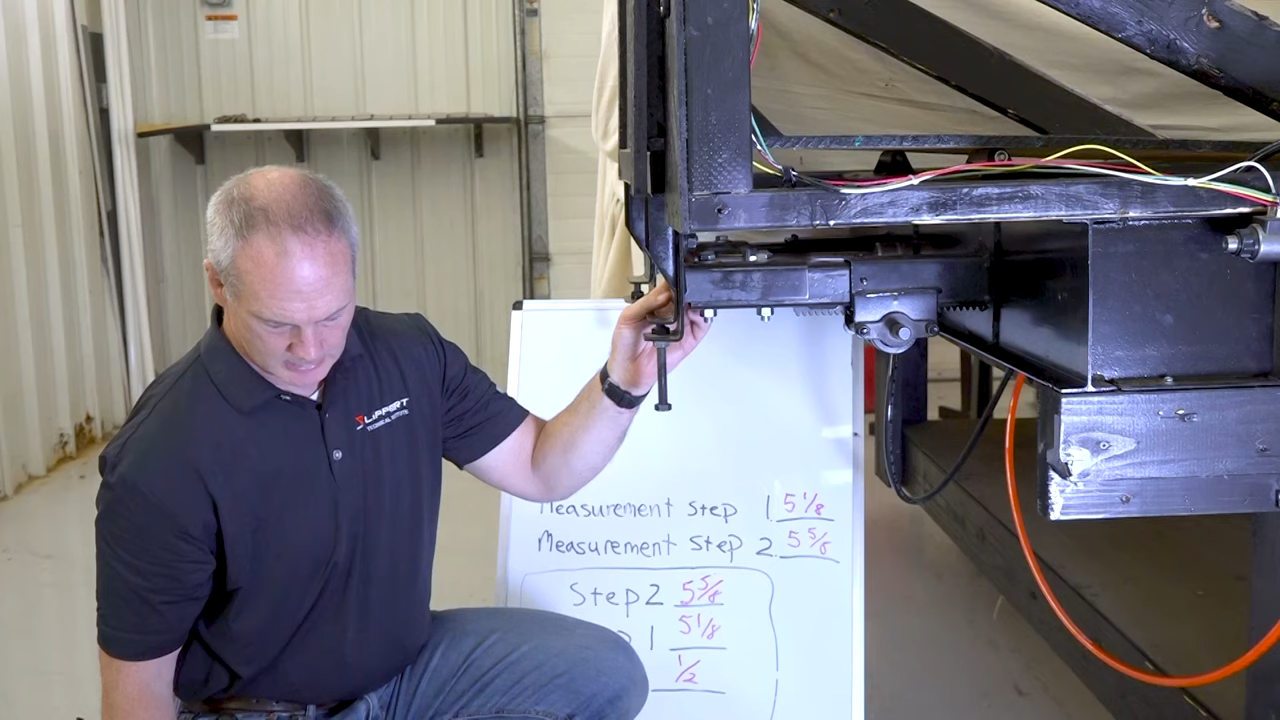 LIPPERT
TECHNICAL INSTITUTE
Measurement Step 1 5 1/8
Measurement Step 2 5 5/8
Step 2 5 5/8
1 5 1/8
1/2